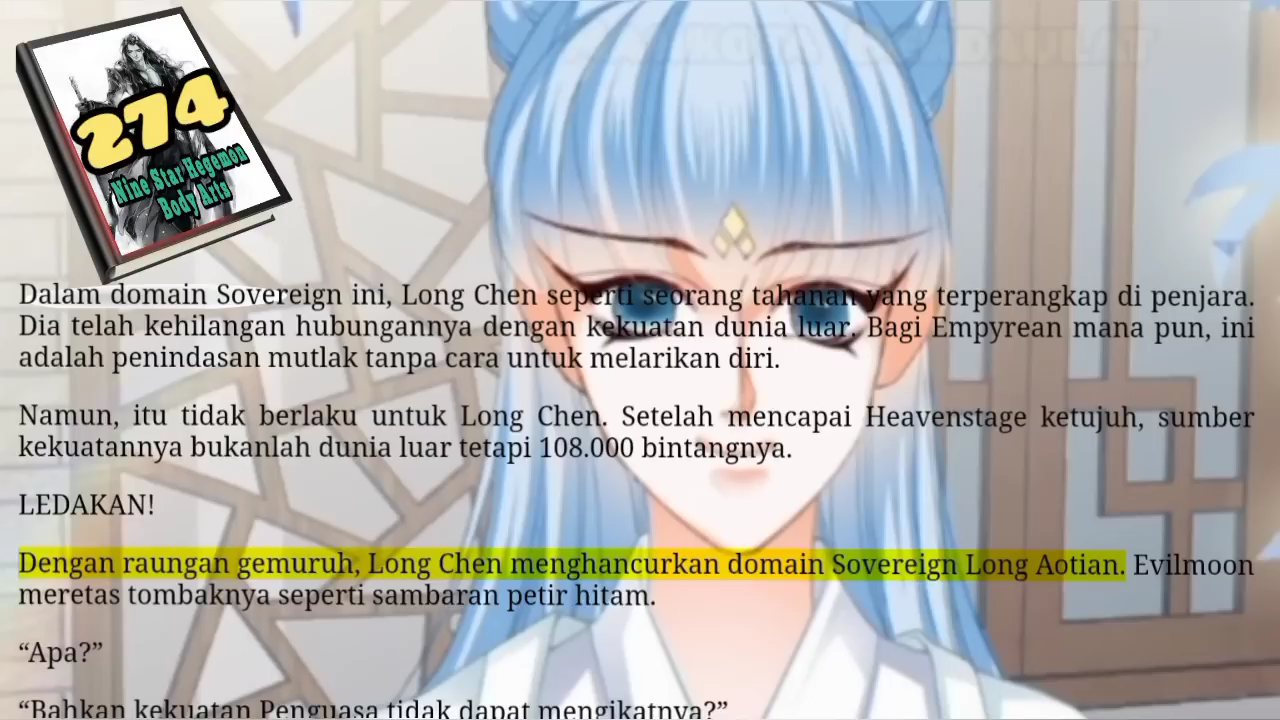 274
Nine Star Hegemon
Body Arts
Dalam domain Sovereign ini, Long Chen seperti seorang tahanan yang terperangkap di penjara.
Dia telah kehilangan hubungannya dengan kekuatan dunia luar. Bagi Empyrean mana pun, ini
adalah penindasan mutlak tanpa cara untuk melarikan diri.
Namun, itu tidak berlaku untuk Long Chen. Setelah mencapai Heavenstage ketujuh, sumber
kekuatannya bukanlah dunia luar tetapi 108.000 bintangnya.
LEDAKAN!
Dengan raungan gemuruh, Long Chen menghancurkan domain Sovereign Long Aotian. Evilmoon
meretas tombaknya seperti sambaran petir hitam.
“Apa?”
“Bahkan kekuatan Penguasa tidak dapat mengikatnya?”